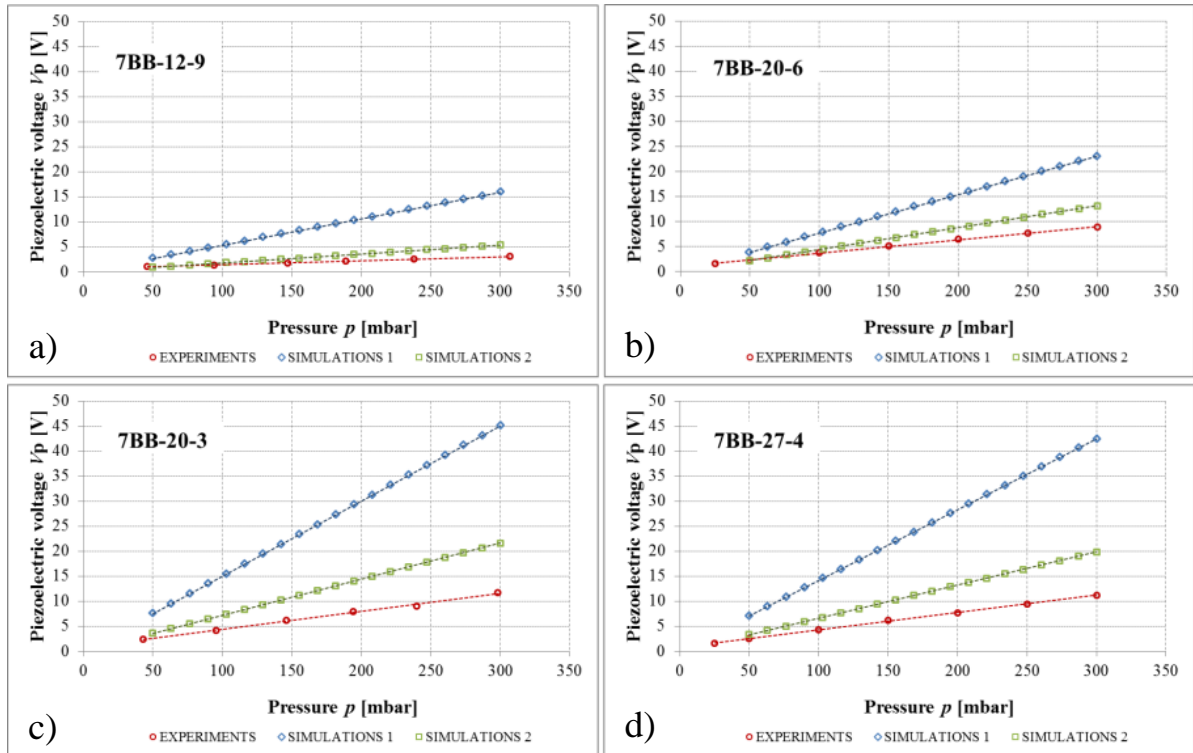 50
45
40
35
30
25
20
15
10
5
0
Piezoelectric voltage Vp [V]
7BB-12-9
0 50 100 150 200 250 300 350
Pressure p [mbar]
a)
EXPERIMENTS SIMULATIONS 1 SIMULATIONS 2
50
45
40
35
30
25
20
15
10
5
0
Piezoelectric voltage Vp [V]
7BB-20-6
0 50 100 150 200 250 300 350
Pressure p [mbar]
b)
EXPERIMENTS SIMULATIONS 1 SIMULATIONS 2
50
45
40
35
30
25
20
15
10
5
0
Piezoelectric voltage Vp [V]
7BB-20-3
0 50 100 150 200 250 300 350
Pressure p [mbar]
c)
EXPERIMENTS SIMULATIONS 1 SIMULATIONS 2
50
45
40
35
30
25
20
15
10
5
0
Piezoelectric voltage Vp [V]
7BB-27-4
0 50 100 150 200 250 300 350
Pressure p [mbar]
d)
EXPERIMENTS SIMULATIONS 1 SIMULATIONS 2